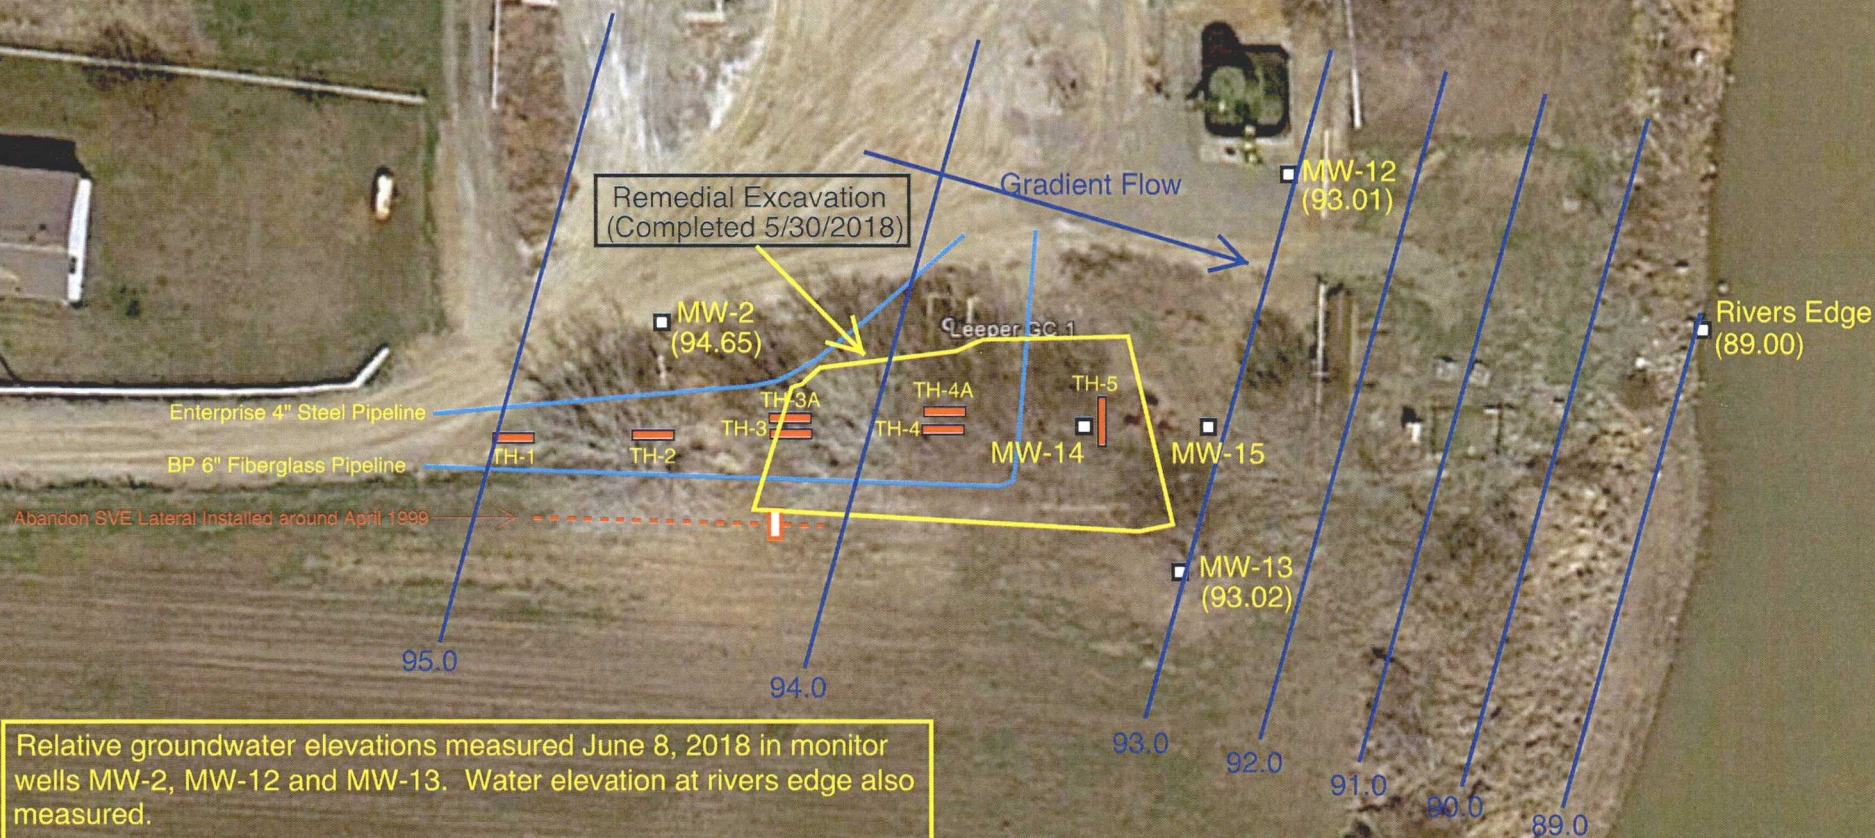 Gradient Flow
MW-12
(93.01)
Remedial Excavation
(Completed 5/30/2018)
MW-2
(94.65)
Leeper GC 1
Rivers Edge
(89.00)
Enterprise 4" Steel Pipeline
TH-3A
TH-4A
TH-5
TH-3
TH-4
TH-1
TH-2
MW-14
MW-15
BP 6" Fiberglass Pipeline
Abandon SVE Lateral Installed around April 1999
MW-13
(93.02)
95.0
94.0
93.0
92.0
91.0
90.0
89.0
Relative groundwater elevations measured June 8, 2018 in monitor
wells MW-2, MW-12 and MW-13. Water elevation at rivers edge also
measured.